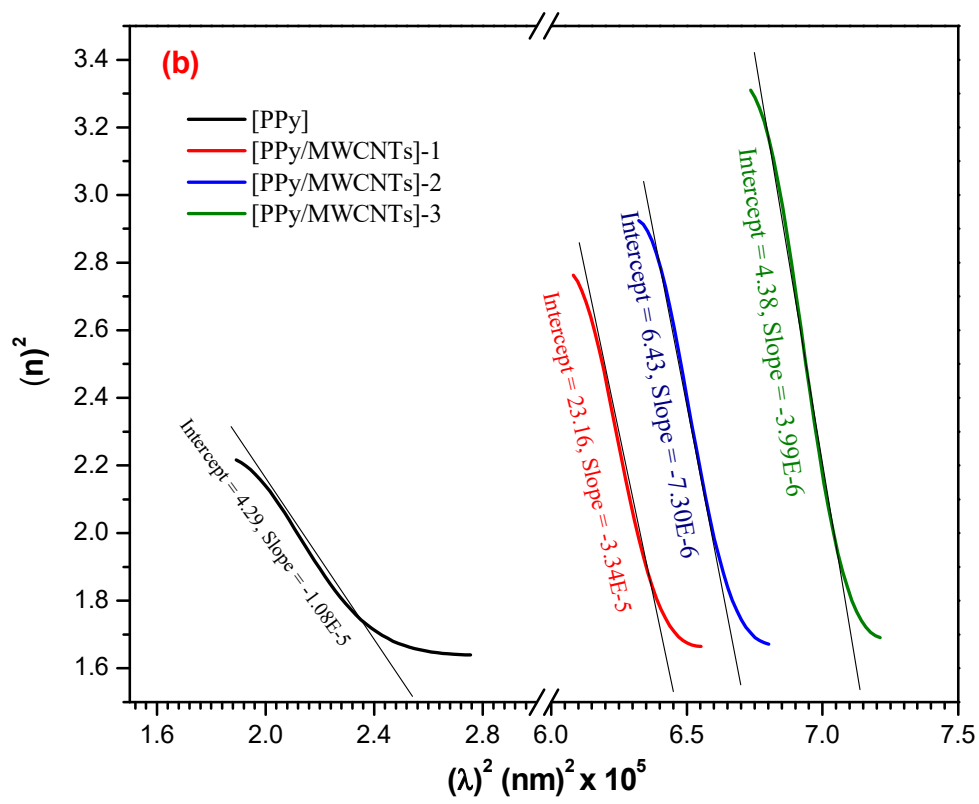 (b)
[PPy]
[PPy/MWCNTs]-1
[PPy/MWCNTs]-2
[PPy/MWCNTs]-3
3.4
3.2
3.0
2.8
2.6
2.4
2.2
2.0
1.8
1.6
(n)²
Intercept = 4.29, Slope = -1.08E-5
Intercept = 23.16, Slope = -3.34E-5
Intercept = 6.43, Slope = -7.30E-6
Intercept = 4.38, Slope = -3.99E-6
1.6 2.0 2.4 2.8 6.0 6.5 7.0 7.5
(λ)² (nm)² x 10⁵